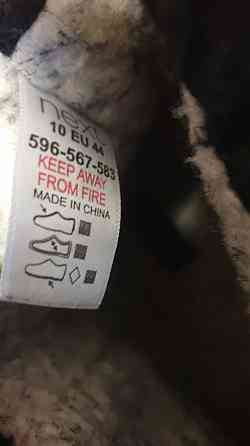 next
10 EU 44
596-567-583
KEEP AWAY
FROM FIRE
MADE IN CHINA